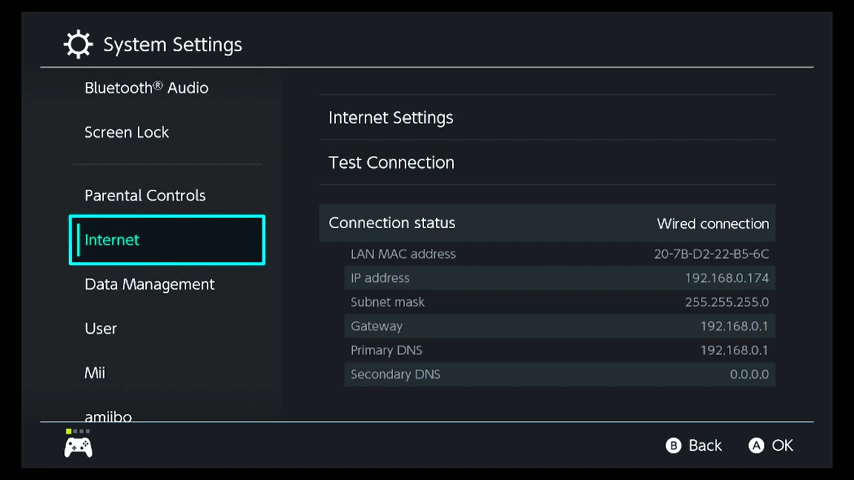 System Settings
Bluetooth® Audio
Screen Lock
Parental Controls
Internet
Data Management
User
Mii
amiibo
Internet Settings
Test Connection
Connection status Wired connection
LAN MAC address 20-7B-D2-22-B5-6C
IP address 192.168.0.174
Subnet mask 255.255.255.0
Gateway 192.168.0.1
Primary DNS 192.168.0.1
Secondary DNS 0.0.0.0
B Back A OK